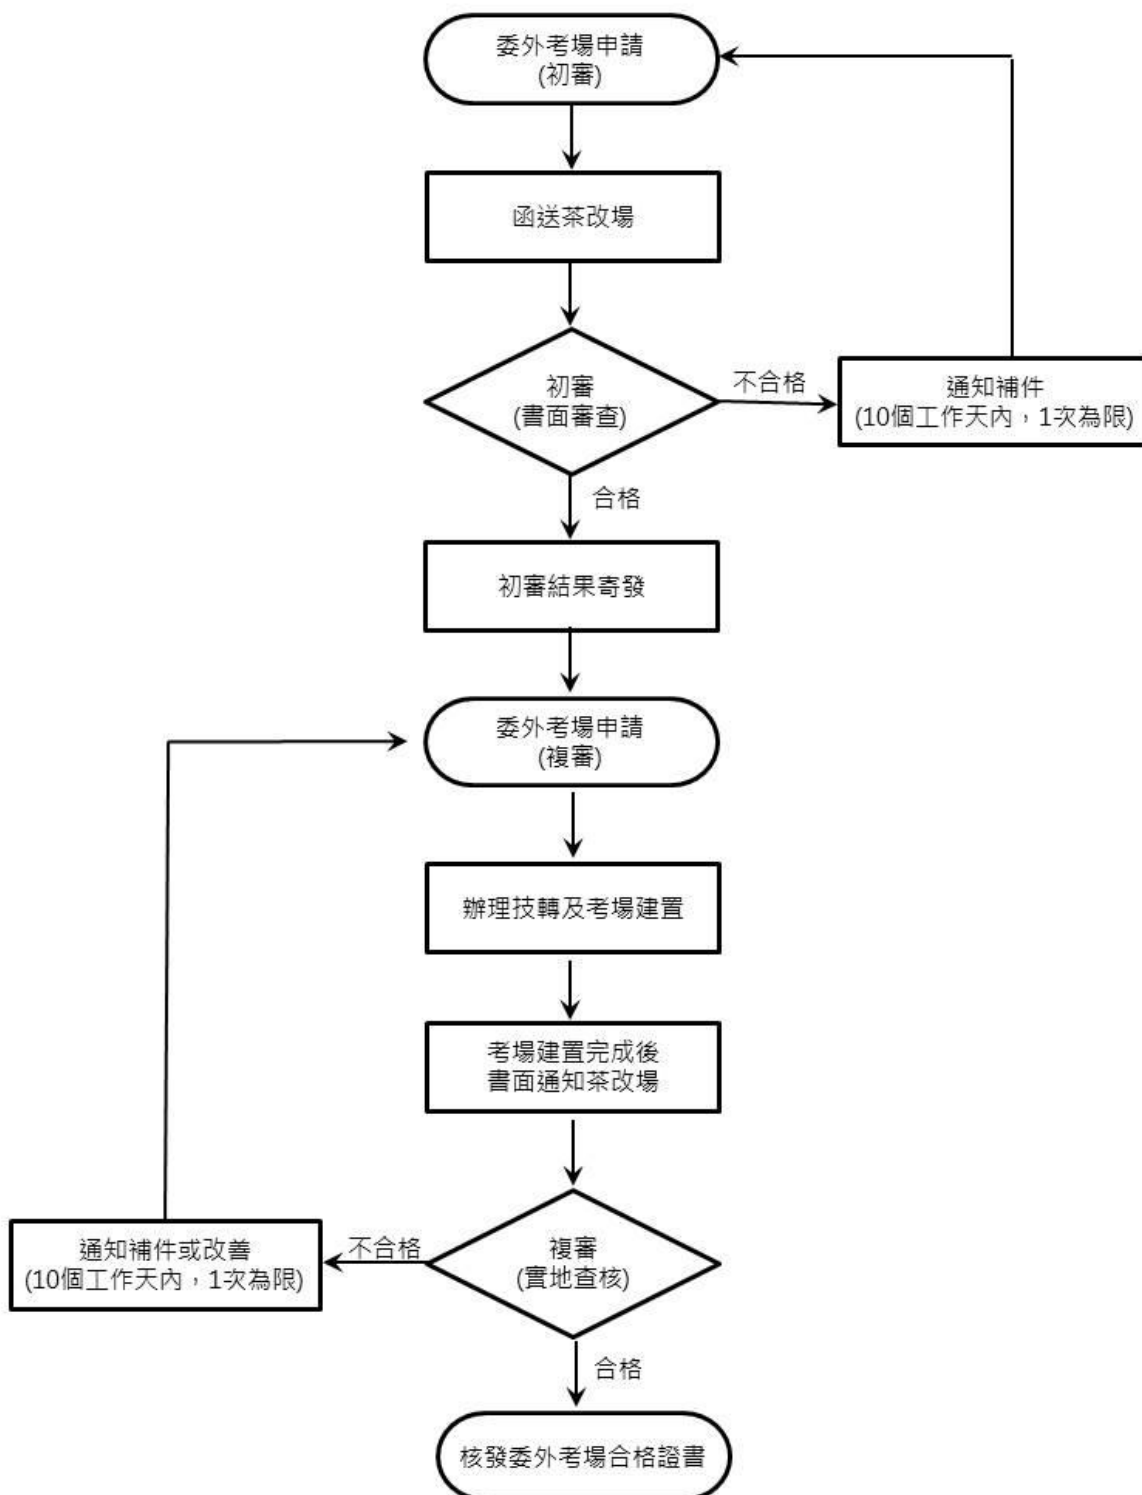 委外考場申請
(初審)
函送茶改場
初審
(書面審查)
不合格
通知補件
(10個工作天內，1次為限)
合格
初審結果寄發
委外考場申請
(複審)
辦理技轉及考場建置
考場建置完成後
書面通知茶改場
複審
(實地查核)
不合格
通知補件或改善
(10個工作天內，1次為限)
合格
核發委外考場合格證書